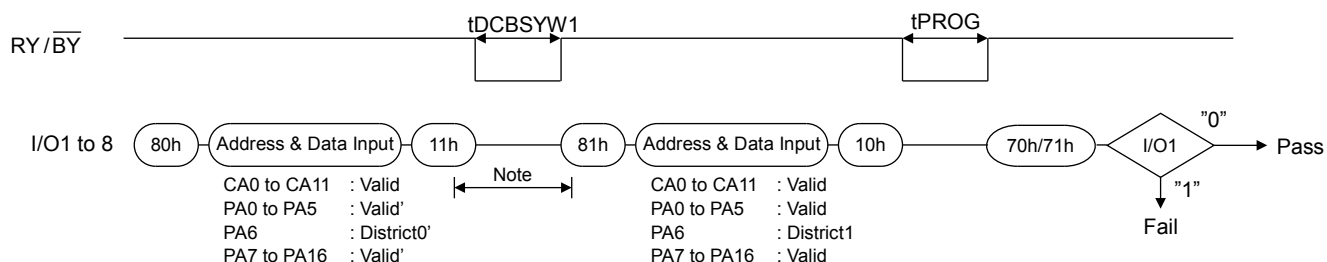 tDCBSYW1
tPROG
RY/BY
I/O1 to 8
80h
Address & Data Input
11h
81h
Address & Data Input
10h
70h/71h
I/O1
"0"
Pass
"1"
Fail
Note
CA0 to CA11 : Valid
PA0 to PA5 : Valid’
PA6 : District0’
PA7 to PA16 : Valid’
CA0 to CA11 : Valid
PA0 to PA5 : Valid
PA6 : District1
PA7 to PA16 : Valid